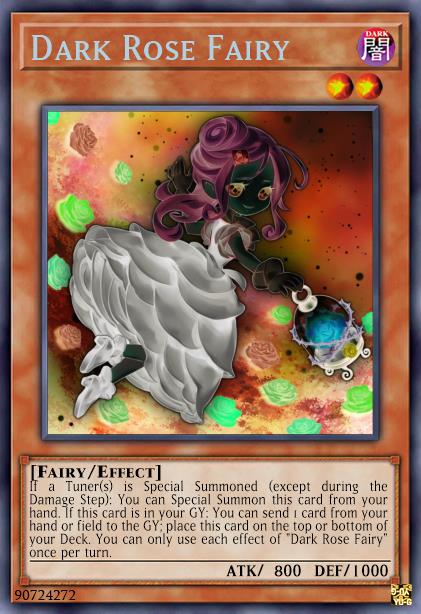 Dark Rose Fairy
DARK
闇
[Fairy/Effect]
If a Tuner(s) is Special Summoned (except during the
Damage Step): You can Special Summon this card from your
hand. If this card is in your GY: You can send 1 card from your
hand or field to the GY; place this card on the top or bottom of
your Deck. You can only use each effect of "Dark Rose Fairy"
once per turn.
ATK/ 800 DEF/1000
90724272